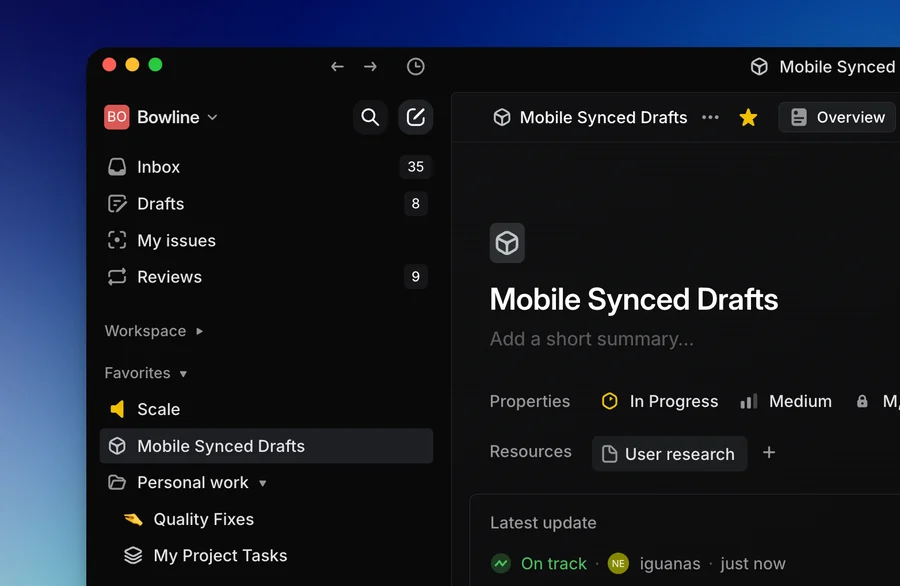 Mobile Synced
BO Bowline
Inbox 35
Drafts 8
My issues
Reviews 9
Workspace
Favorites
Scale
Mobile Synced Drafts
Personal work
Quality Fixes
My Project Tasks
Mobile Synced Drafts ··· Overview
Mobile Synced Drafts
Add a short summary...
Properties In Progress Medium
Resources User research +
Latest update
On track · NE iguanas · just now